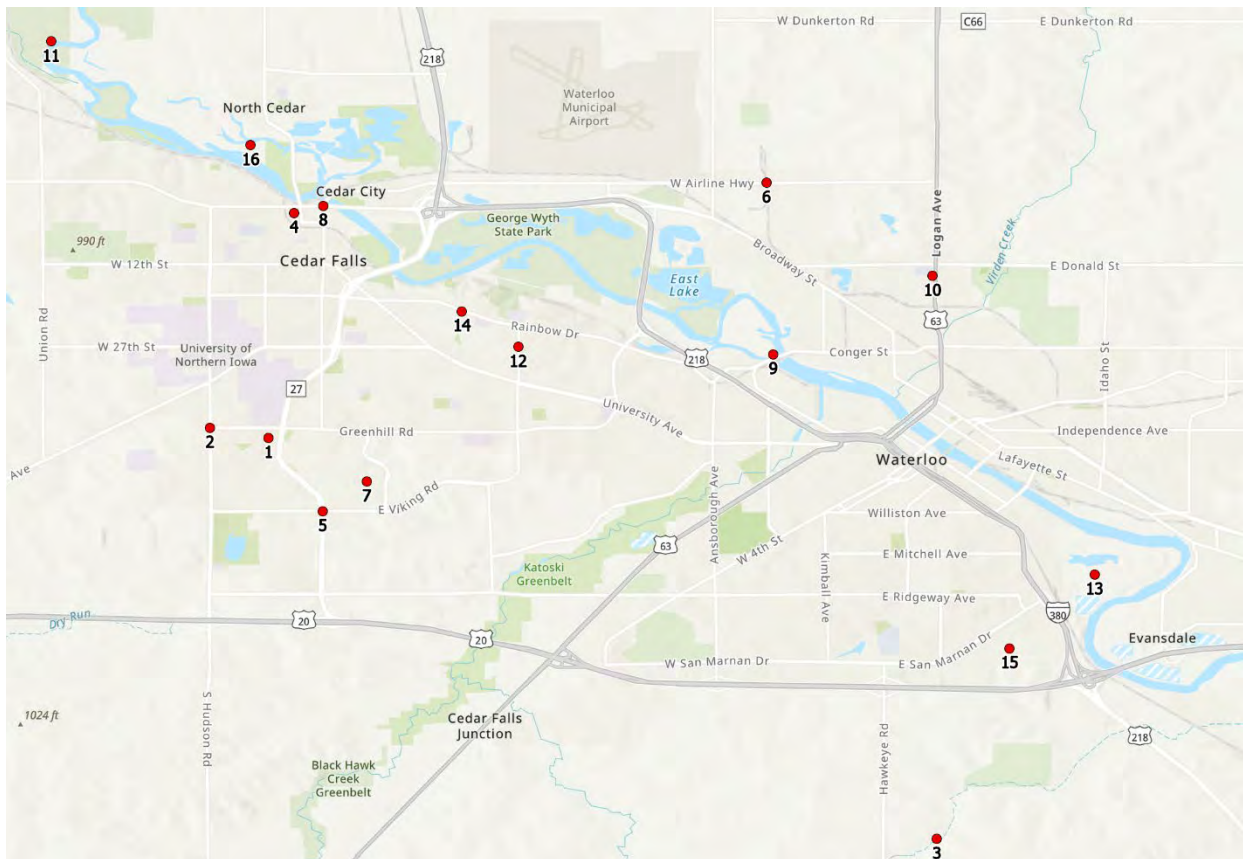 W Dunkerton Rd
C66
E Dunkerton Rd
11
218
Waterloo
Municipal
Airport
North Cedar
16
Cedar City
W Airline Hwy
6
4
8
George Wyth
State Park
Logan Ave
Virden Creek
990 ft
Broadway St
Cedar Falls
W 12th St
East
Lake
E Donald St
10
Union Rd
14
Rainbow Dr
63
W 27th St
University of
Northern Iowa
12
218
9
Conger St
Idaho St
27
University Ave
2
1
Greenhill Rd
Independence Ave
Ave
Waterloo
Lafayette St
7
E Viking Rd
5
Ansborough Ave
Williston Ave
63
W 4th St
Kimball Ave
E Mitchell Ave
Katoski
Greenbelt
13
E Ridgeway Ave
Dry Run
20
380
20
Evansdale
W San Marnan Dr
E San Marnan Dr
15
S Hudson Rd
1024 ft
Cedar Falls
Junction
Hawkeye Rd
218
Black Hawk
Creek
Greenbelt
3